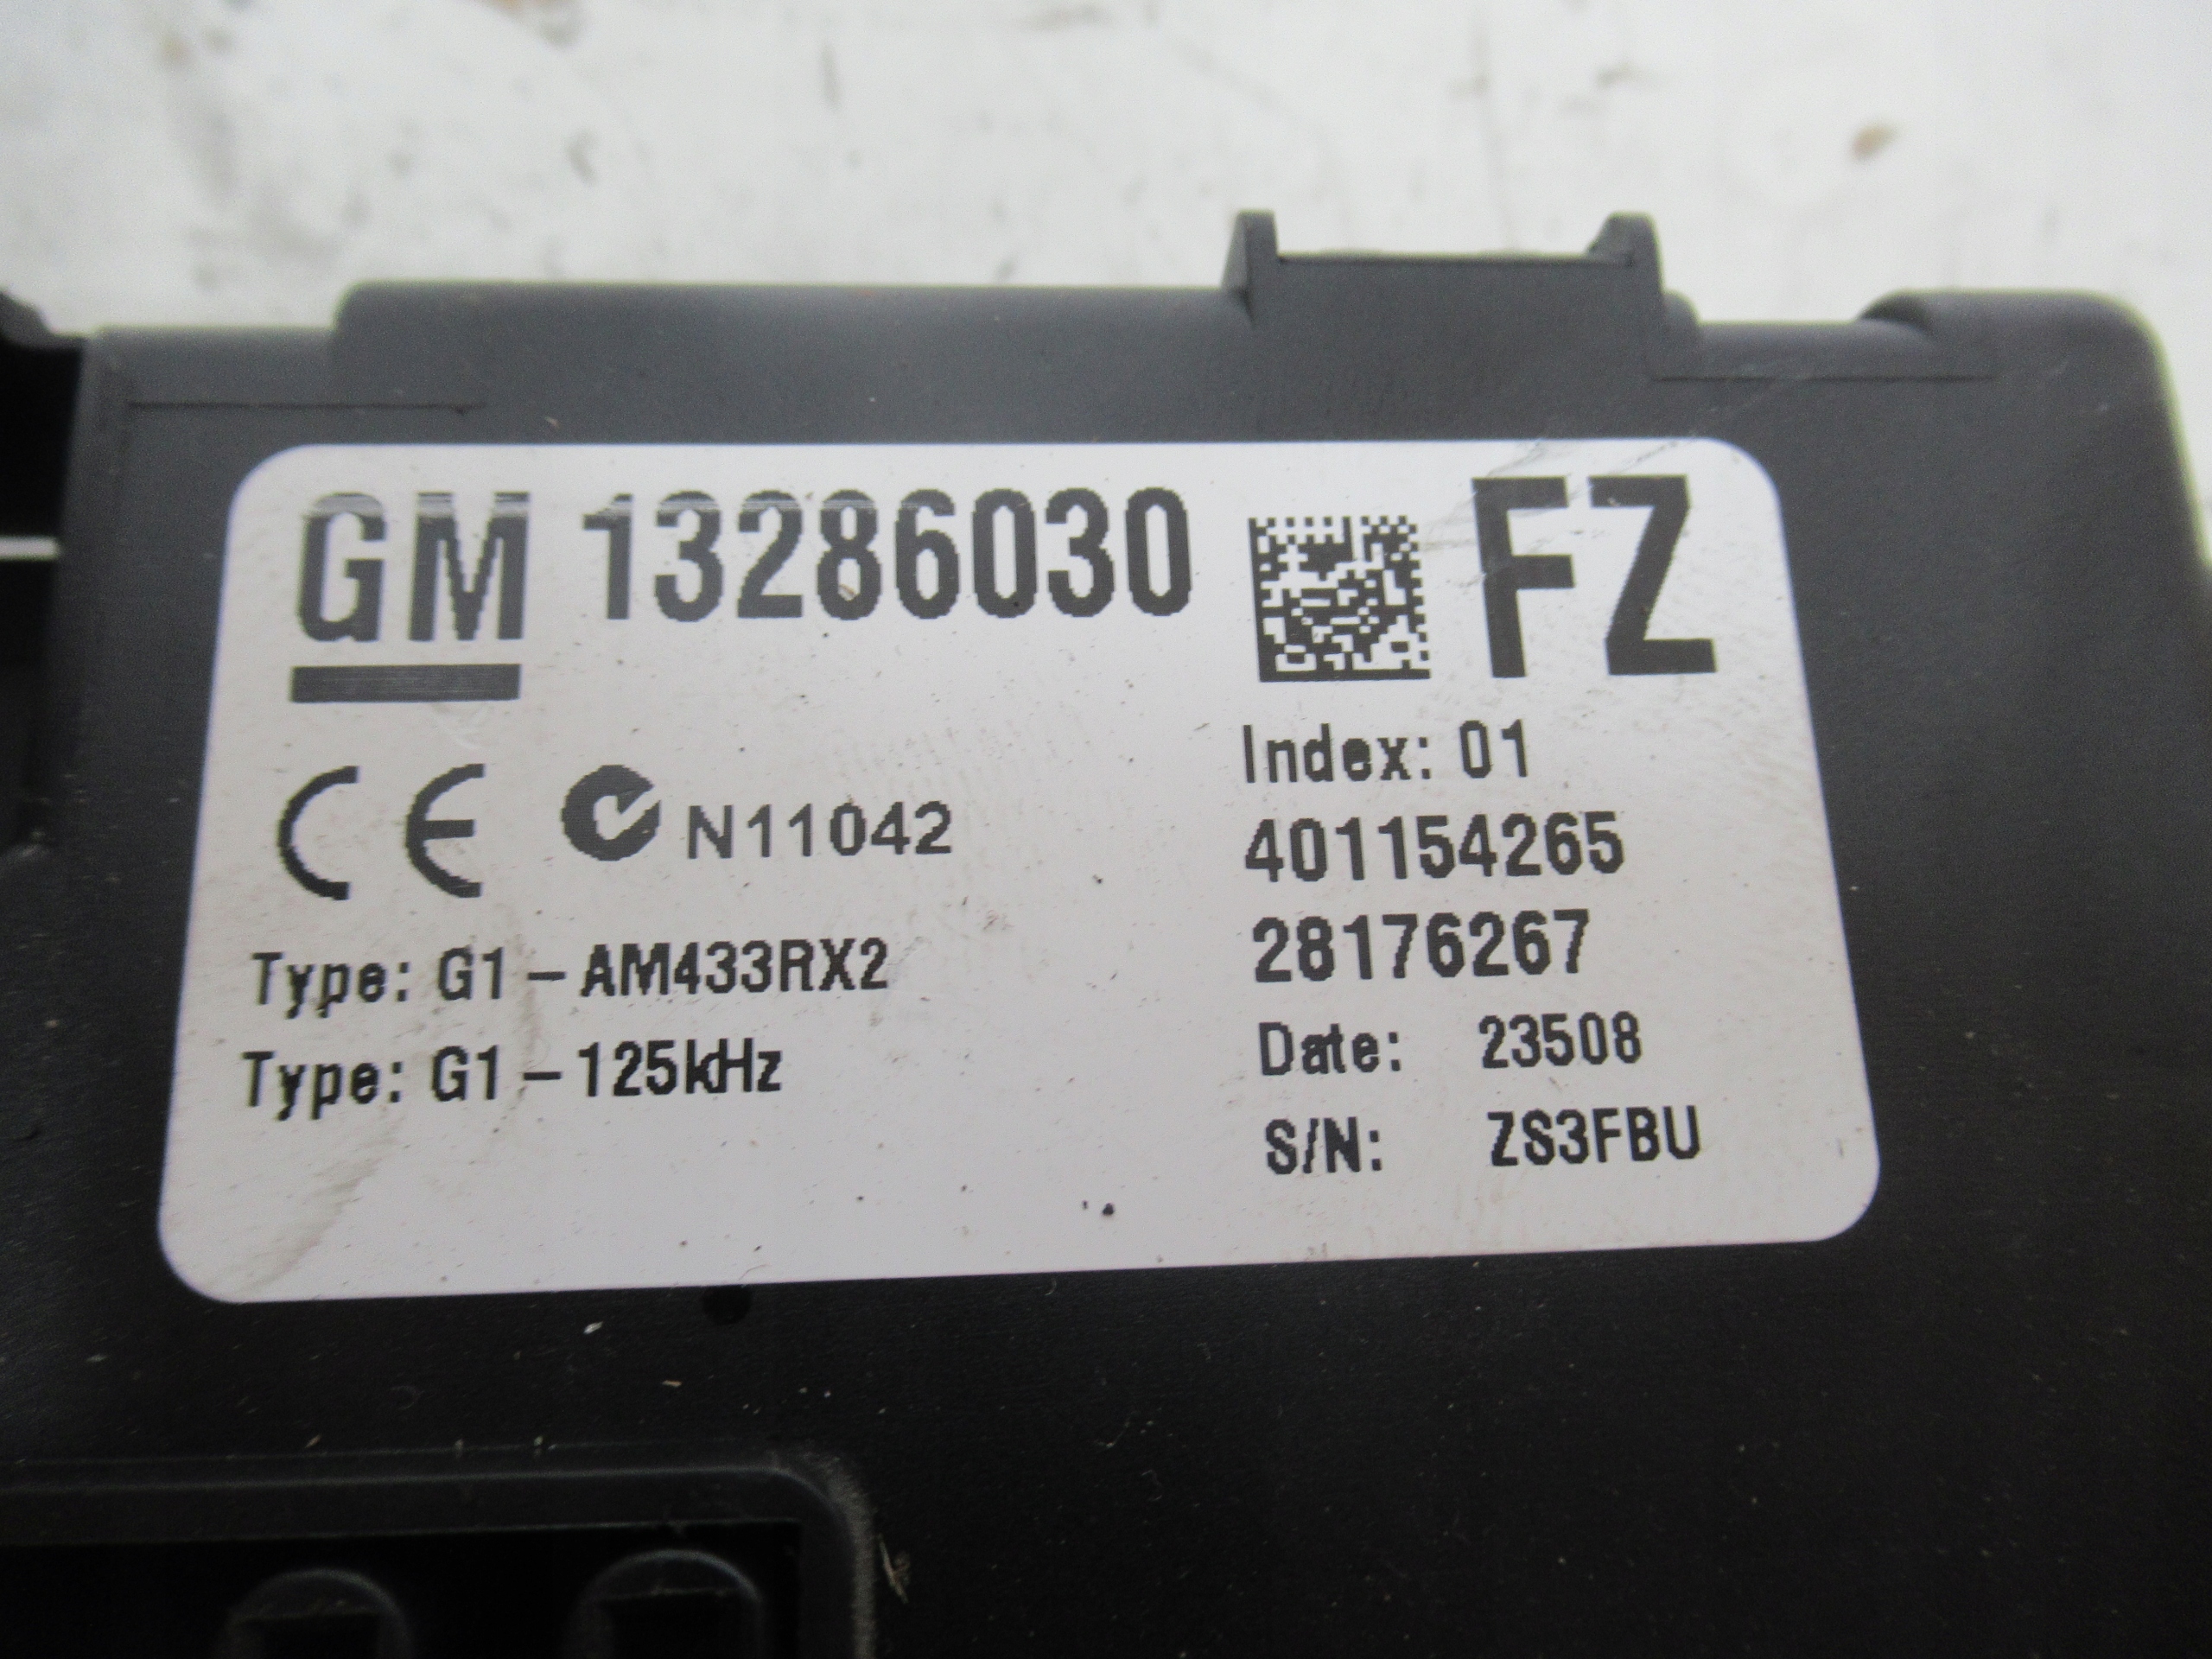 GM 13286030 FZ
CE N11042
Index: 01
401154265
28176267
Type: G1-AM433RX2
Type: G1-125kHz
Date: 23508
S/N: ZS3FBU